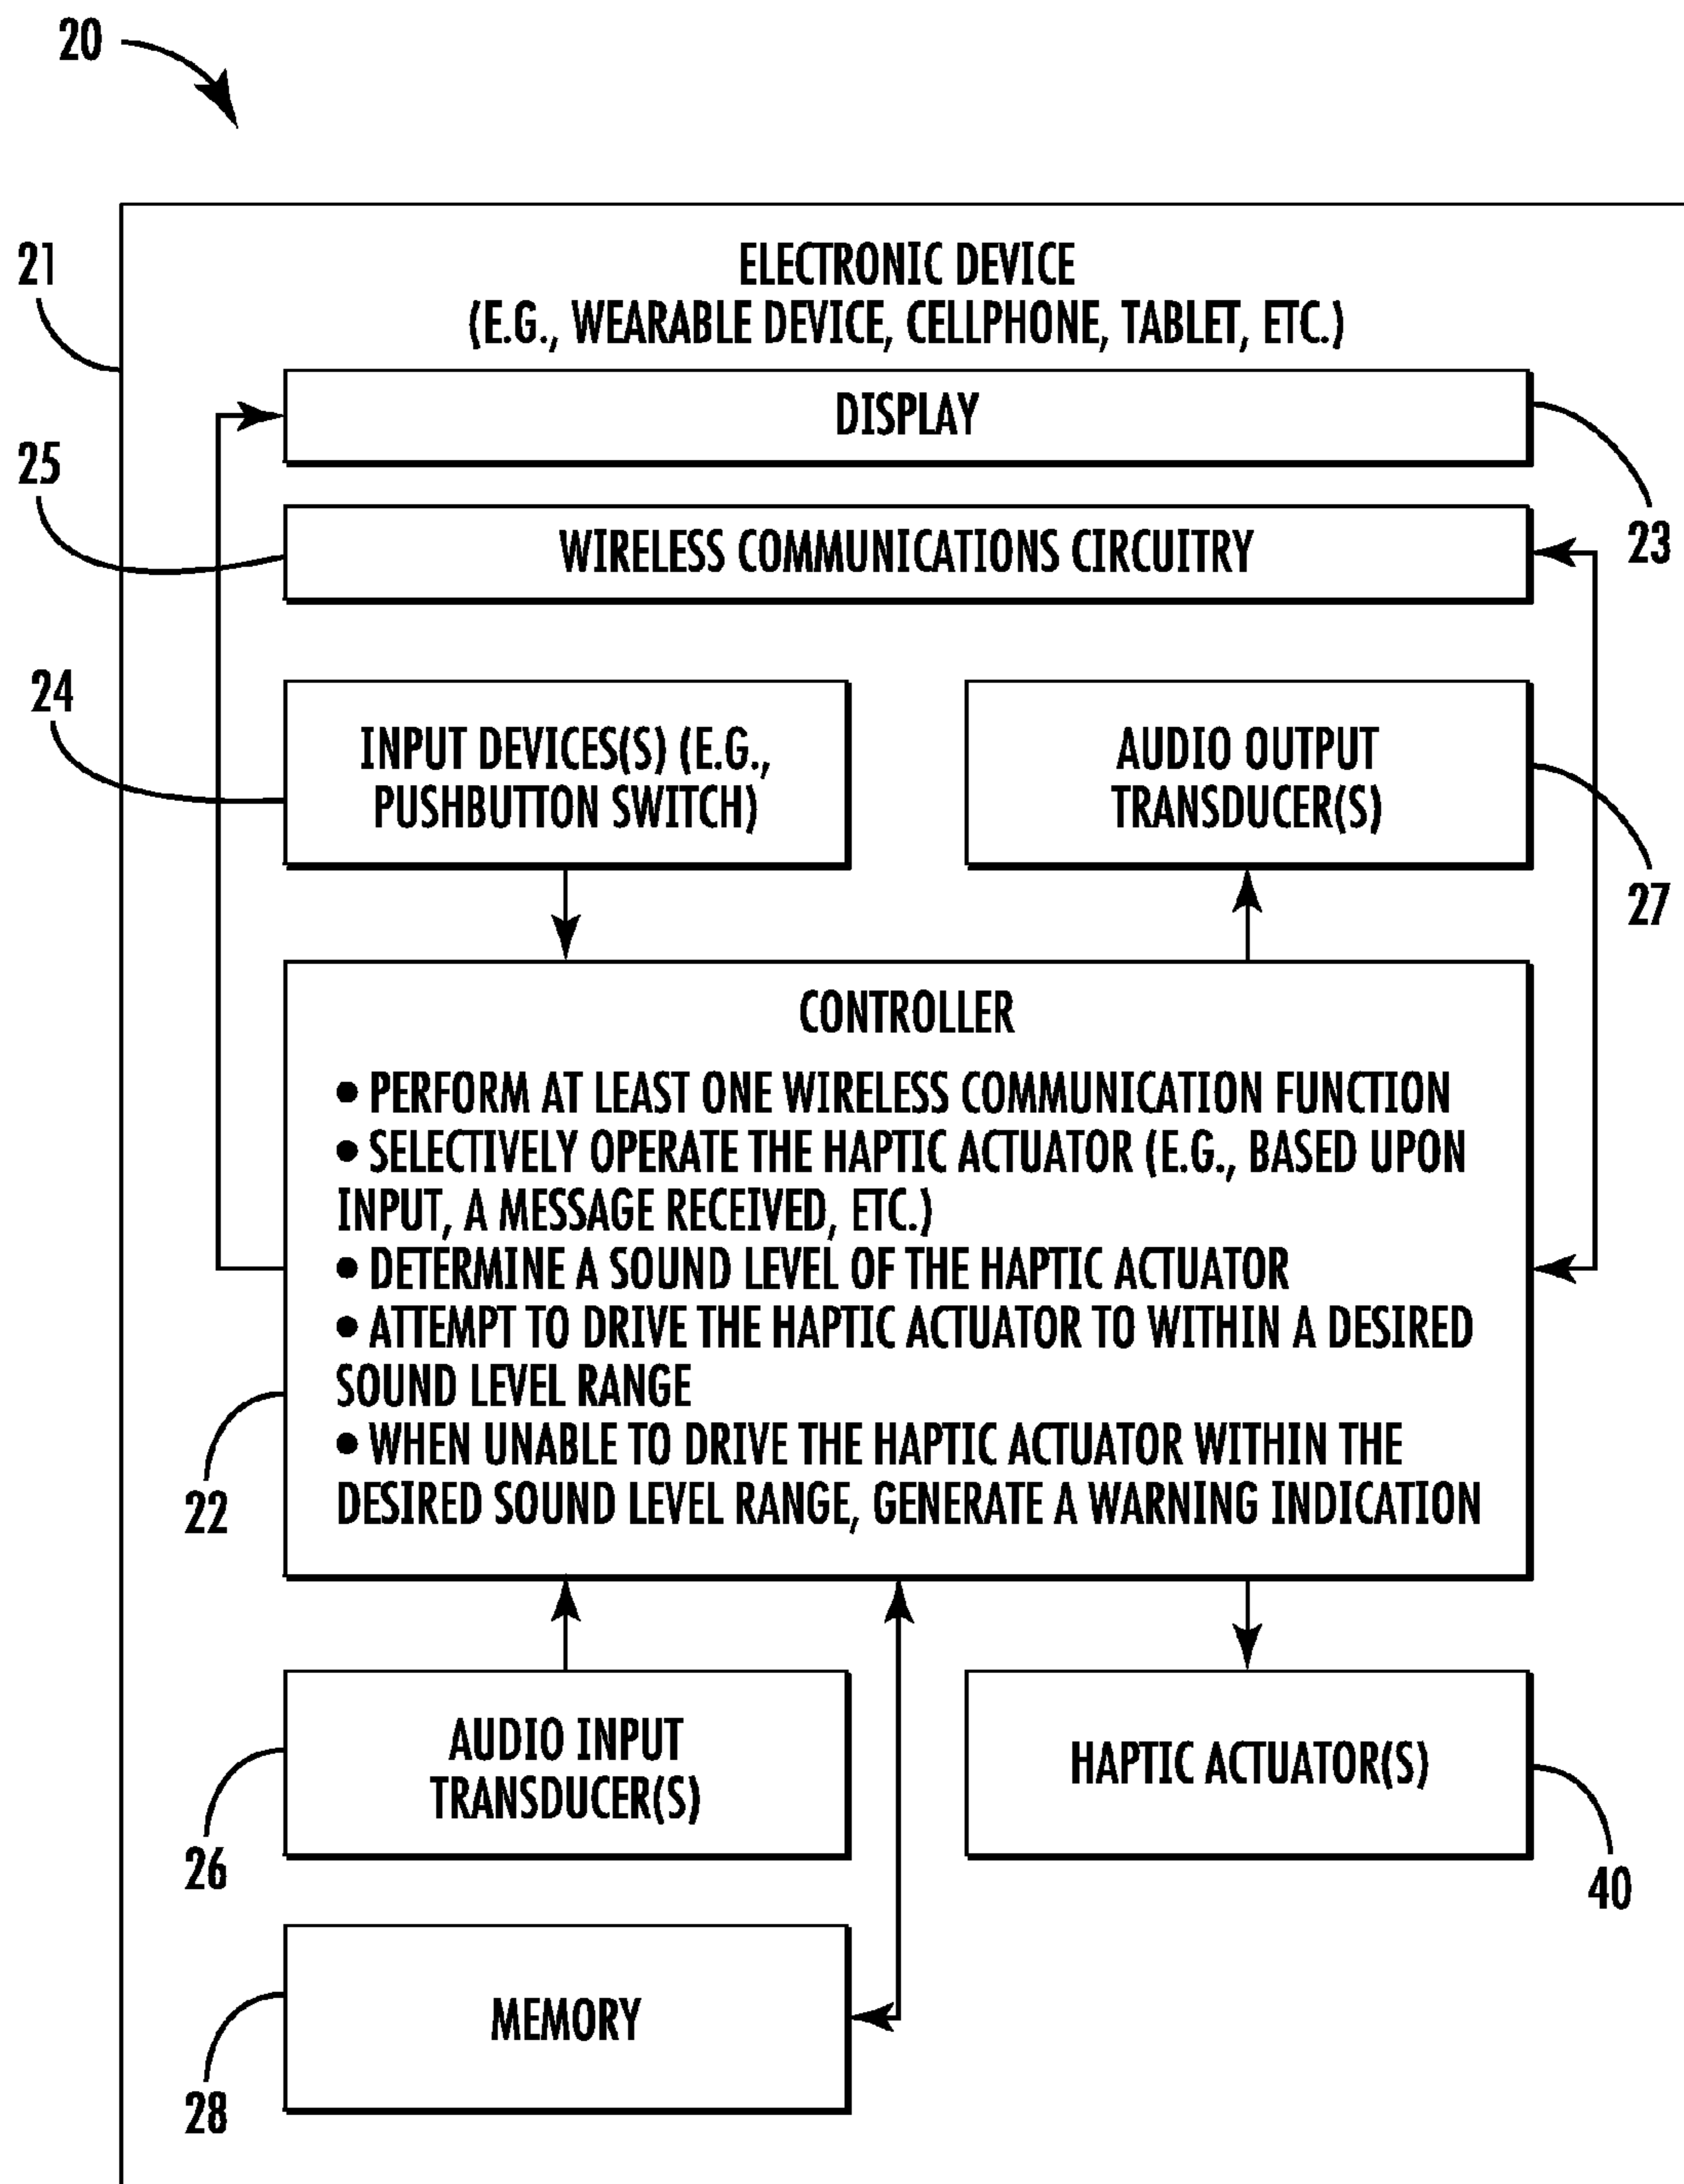 20
21
ELECTRONIC DEVICE
(E.G., WEARABLE DEVICE, CELLPHONE, TABLET, ETC.)
DISPLAY
23
25
WIRELESS COMMUNICATIONS CIRCUITRY
24
INPUT DEVICES(S) (E.G.,
PUSHBUTTON SWITCH)
AUDIO OUTPUT
TRANSDUCER(S)
27
CONTROLLER
• PERFORM AT LEAST ONE WIRELESS COMMUNICATION FUNCTION
• SELECTIVELY OPERATE THE HAPTIC ACTUATOR (E.G., BASED UPON
INPUT, A MESSAGE RECEIVED, ETC.)
• DETERMINE A SOUND LEVEL OF THE HAPTIC ACTUATOR
• ATTEMPT TO DRIVE THE HAPTIC ACTUATOR TO WITHIN A DESIRED
SOUND LEVEL RANGE
• WHEN UNABLE TO DRIVE THE HAPTIC ACTUATOR WITHIN THE
DESIRED SOUND LEVEL RANGE, GENERATE A WARNING INDICATION
22
AUDIO INPUT
TRANSDUCER(S)
26
HAPTIC ACTUATOR(S)
40
MEMORY
28